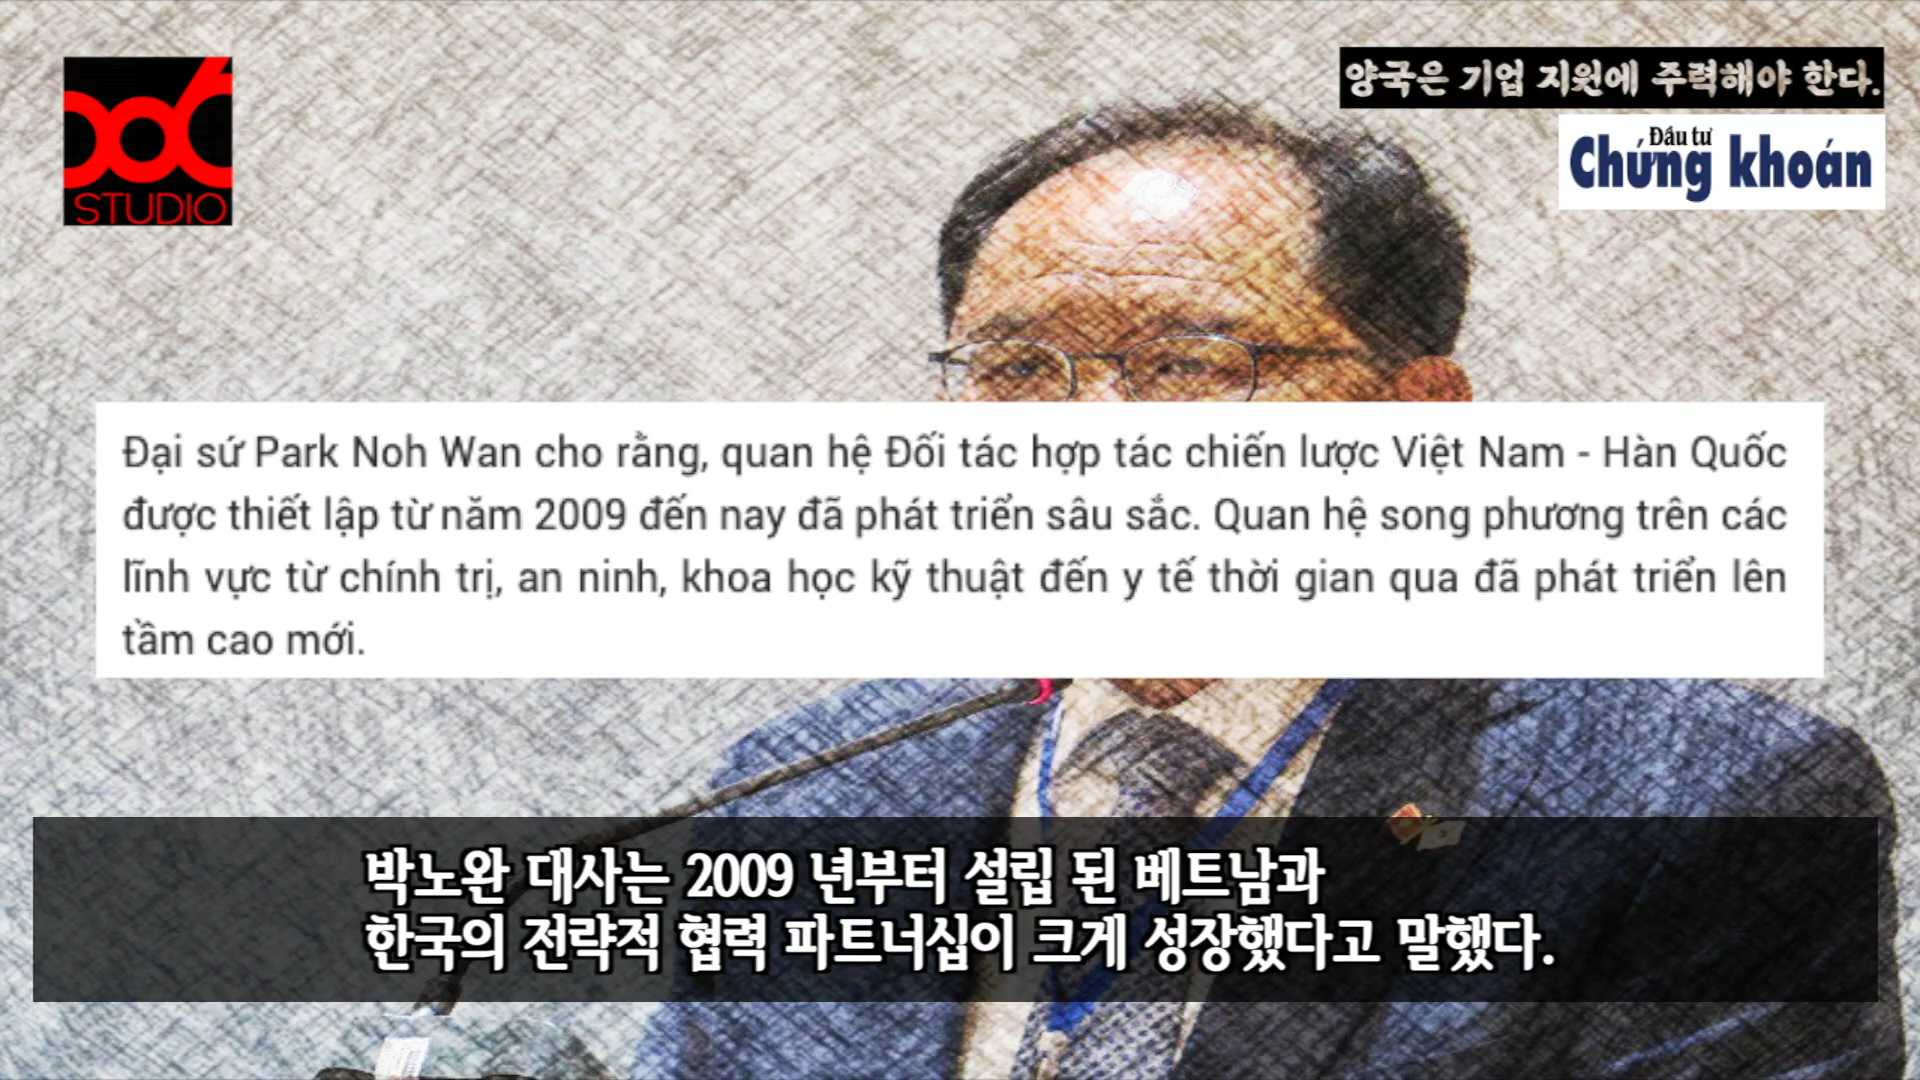 STUDIO
양국은 기업 지원에 주력해야 한다.
Đầu tư
Chứng khoán
Đại sứ Park Noh Wan cho rằng, quan hệ Đối tác hợp tác chiến lược Việt Nam - Hàn Quốc
được thiết lập từ năm 2009 đến nay đã phát triển sâu sắc. Quan hệ song phương trên các
lĩnh vực từ chính trị, an ninh, khoa học kỹ thuật đến y tế thời gian qua đã phát triển lên
tầm cao mới.
박노완 대사는 2009 년부터 설립 된 베트남과
한국의 전략적 협력 파트너십이 크게 성장했다고 말했다.